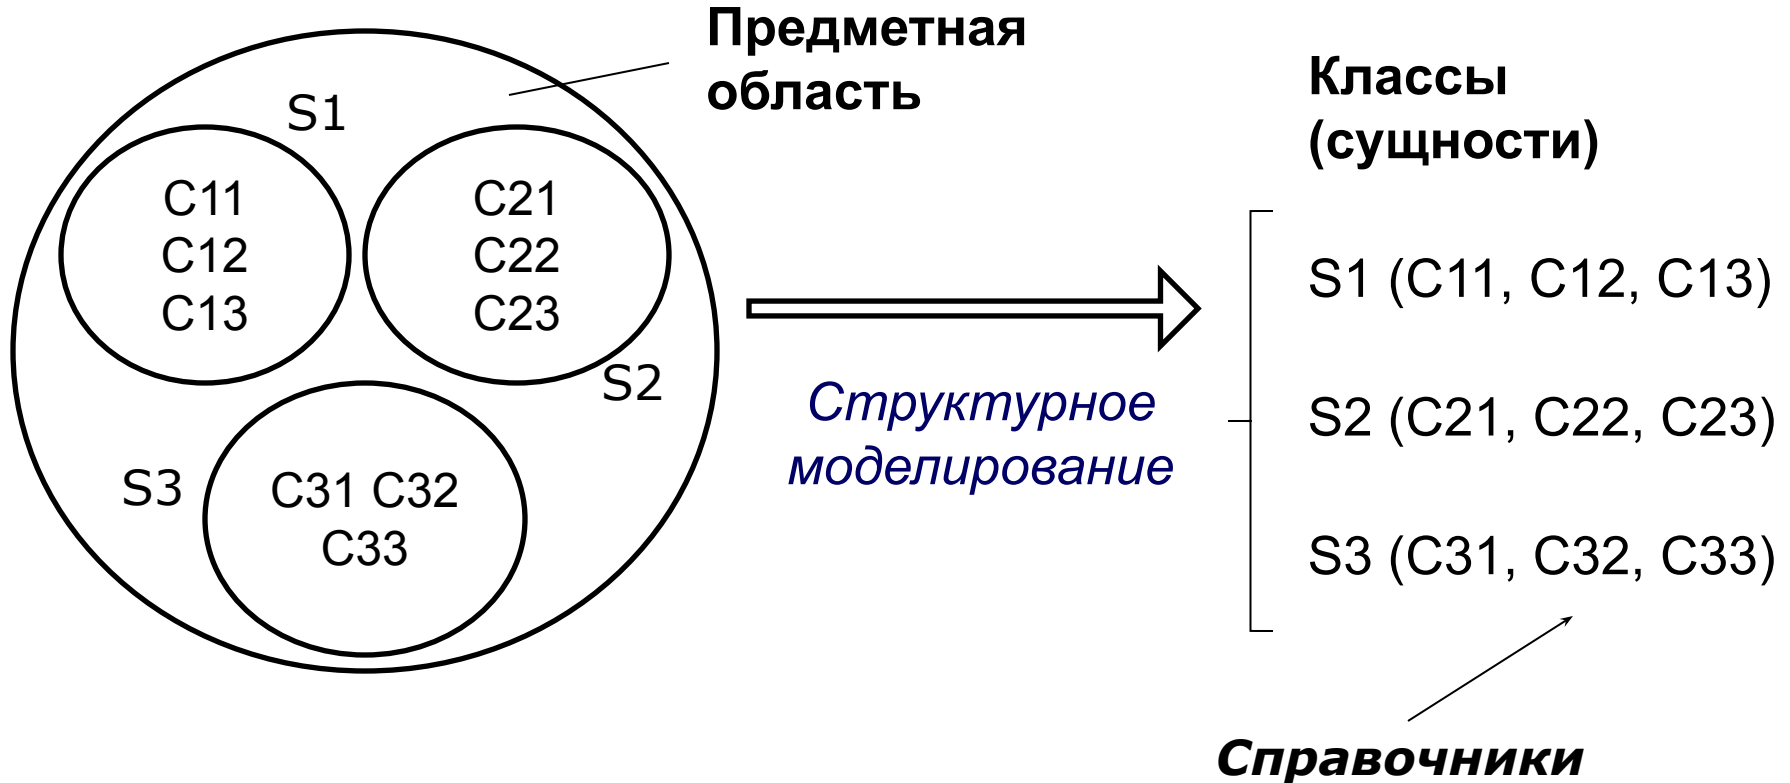 Предметная
область
S1
C11
C12
C13
C21
C22
C23
S2
S3
C31 C32
C33
Структурное
моделирование
Классы
(сущности)
S1 (C11, C12, C13)
S2 (C21, C22, C23)
S3 (C31, C32, C33)
Справочники